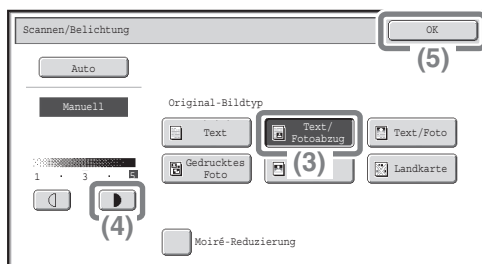 Scannen/Belichtung
OK
(5)
Auto
Manuell
Original-Bildtyp
Text
Text/
Fotoabzug
Text/Foto
(3)
Gedrucktes
Foto
Landkarte
1 · 3 · 5
(4)
Moiré-Reduzierung